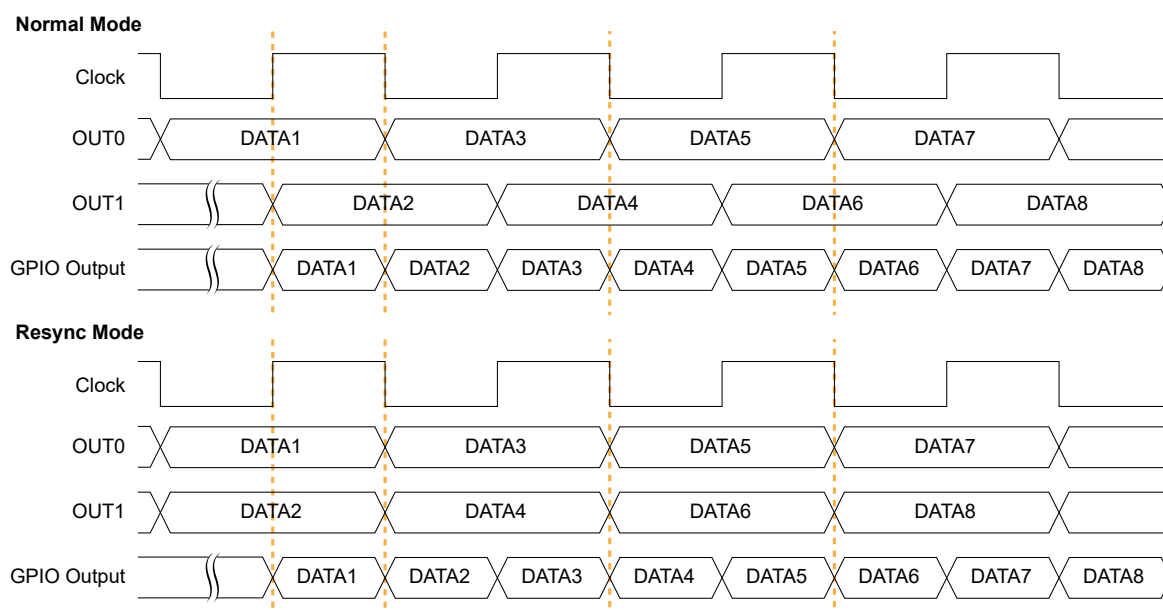 Normal Mode
Clock
OUT0 DATA1 DATA3 DATA5 DATA7
OUT1 DATA2 DATA4 DATA6 DATA8
GPIO Output DATA1 DATA2 DATA3 DATA4 DATA5 DATA6 DATA7 DATA8
Resync Mode
Clock
OUT0 DATA1 DATA3 DATA5 DATA7
OUT1 DATA2 DATA4 DATA6 DATA8
GPIO Output DATA1 DATA2 DATA3 DATA4 DATA5 DATA6 DATA7 DATA8